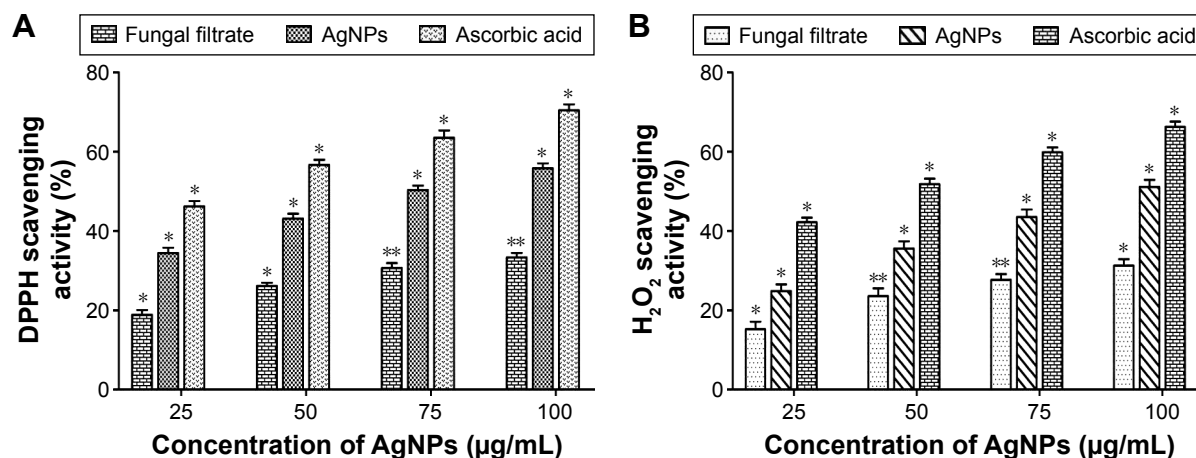 A
Fungal filtrate AgNPs Ascorbic acid
DPPH scavenging
activity (%)
80
60
40
20
0
* * *
* * *
** * *
** * *
25 50 75 100
Concentration of AgNPs (µg/mL)
B
Fungal filtrate AgNPs Ascorbic acid
H₂O₂ scavenging
activity (%)
80
60
40
20
0
* * *
** * *
** * *
* * *
25 50 75 100
Concentration of AgNPs (µg/mL)